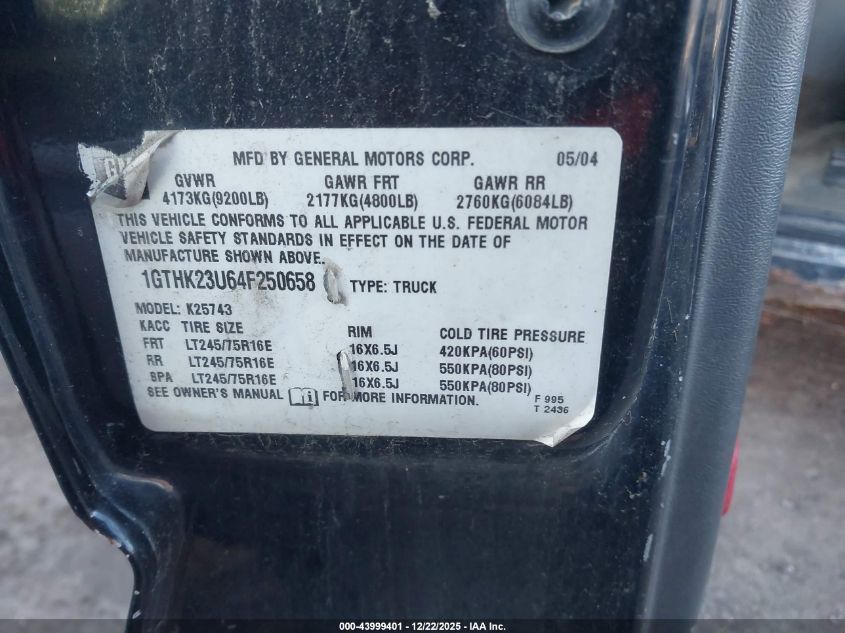 MFD BY GENERAL MOTORS CORP. 05/04
GVWR GAWR FRT GAWR RR
4173KG(9200LB) 2177KG(4800LB) 2760KG(6084LB)
THIS VEHICLE CONFORMS TO ALL APPLICABLE U.S. FEDERAL MOTOR
VEHICLE SAFETY STANDARDS IN EFFECT ON THE DATE OF
MANUFACTURE SHOWN ABOVE.
1GTHK23U64F250658 TYPE: TRUCK
MODEL: K25743
KACC TIRE SIZE RIM COLD TIRE PRESSURE
FRT LT245/75R16E 16X6.5J 420KPA(60PSI)
RR LT245/75R16E 16X6.5J 550KPA(80PSI)
SPA LT245/75R16E 16X6.5J 550KPA(80PSI)
SEE OWNER'S MANUAL FOR MORE INFORMATION.
F 995
T 2436
000-43999401 - 12/22/2025 - IAA Inc.